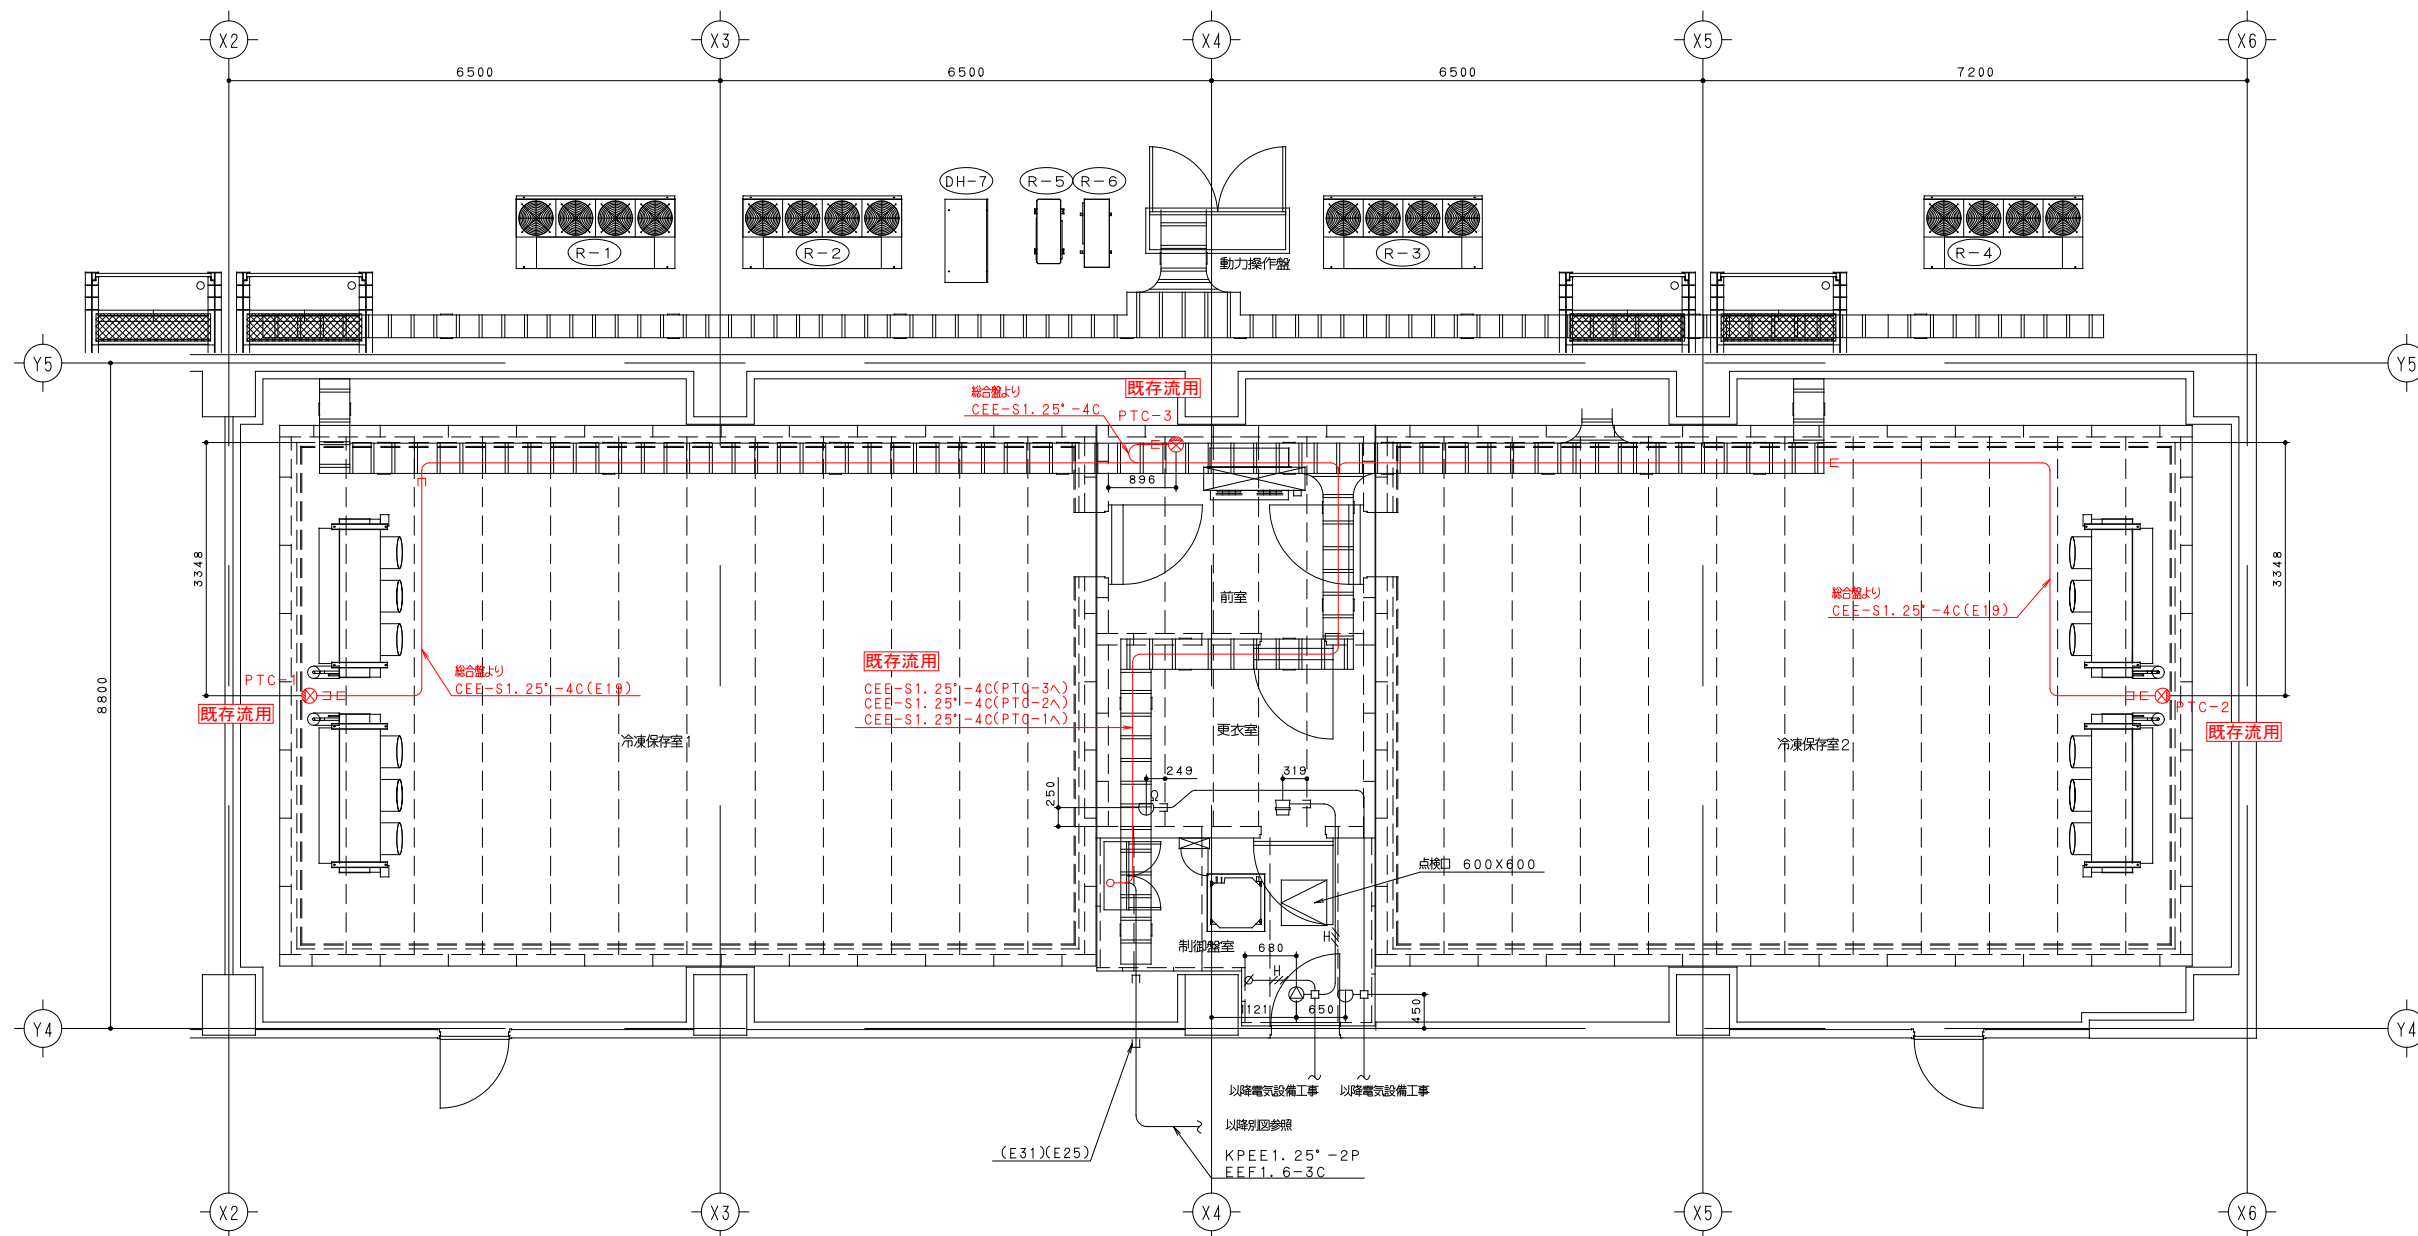 X2
X3
X4
X5
X6
6500
6500
6500
7200
DH-7
R-5
R-6
R-1
R-2
R-3
R-4
動力操作盤
Y5
Y5
既存流用
総合盤より
CEE-S1.25°-4C
PTC-3
896
3348
3348
8800
前室
総合盤より
CEE-S1.25°-4C(E19)
総合盤より
CEE-S1.25°-4C(E19)
PTC-1
既存流用
既存流用
CEE-S1.25°-4C(PTC-3へ)
CEE-S1.25°-4C(PTC-2へ)
CEE-S1.25°-4C(PTC-1へ)
PTC-2
既存流用
更衣室
冷凍保存室1
冷凍保存室2
249
319
250
点検口 600X600
制御盤室
680
H
H
1121
650
450
Y4
Y4
以降電気設備工事
以降電気設備工事
以降別図参照
(E31)(E25)
KPEE1.25°-2P
EEF1.6-3C
X2
X3
X4
X5
X6